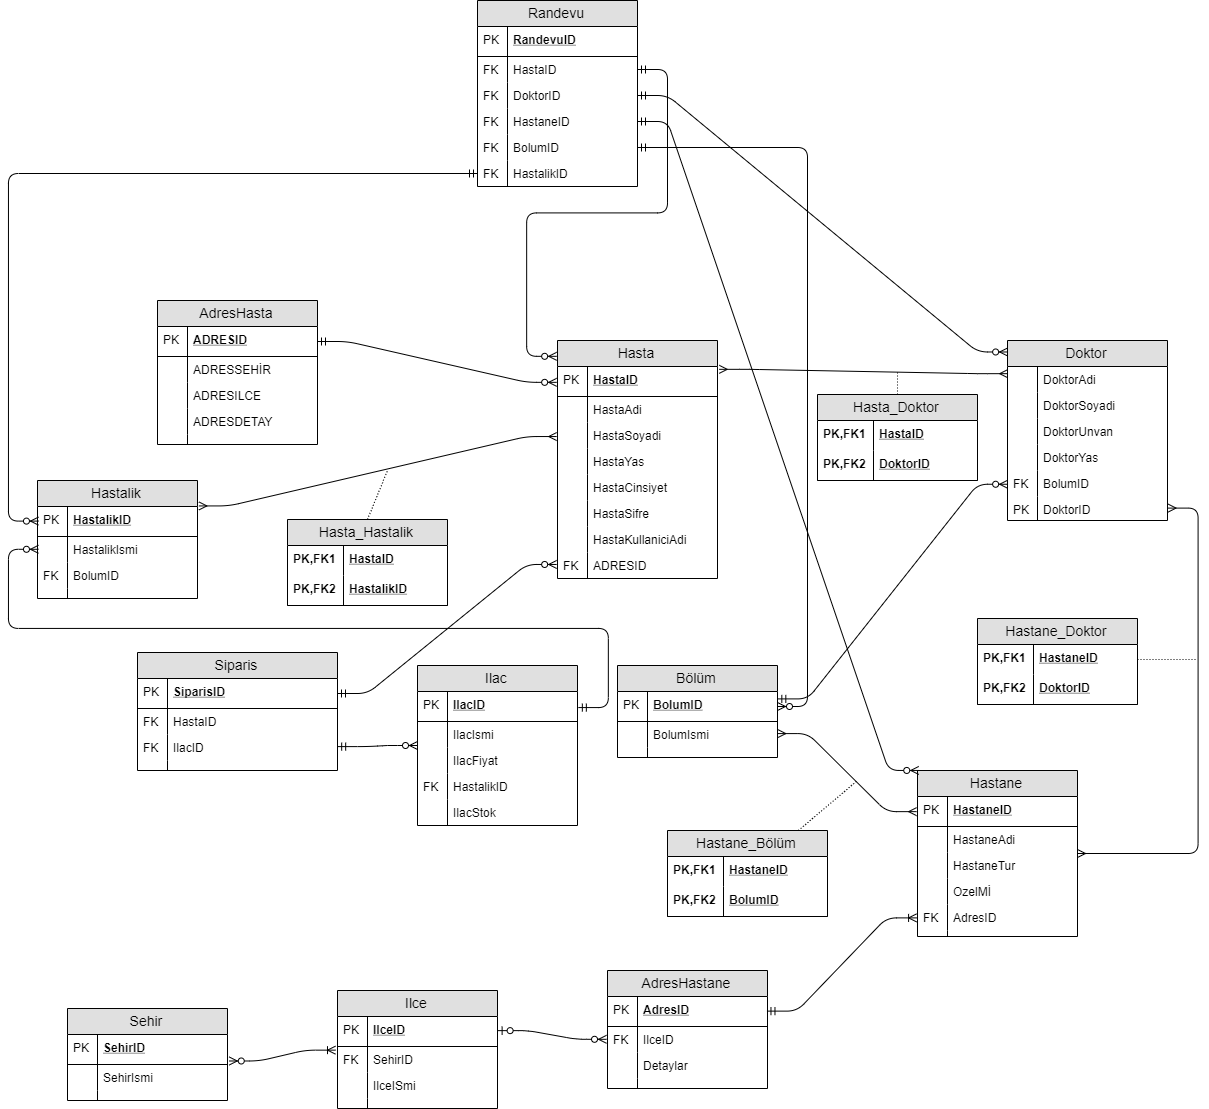 Randevu
PK RandevuID
FK HastaID
FK DoktorID
FK HastaneID
FK BolumID
FK HastalikID
AdresHasta
PK ADRESID
ADRESSEHİR
ADRESILCE
ADRESDETAY
Hasta
PK HastaID
HastaAdi
HastaSoyadi
HastaYas
HastaCinsiyet
HastaSifre
HastaKullaniciAdi
FK ADRESID
Doktor
DoktorAdi
DoktorSoyadi
DoktorUnvan
DoktorYas
FK BolumID
PK DoktorID
Hasta_Doktor
PK,FK1 HastaID
PK,FK2 DoktorID
Hastalik
PK HastalikID
HastalikIsmi
FK BolumID
Hasta_Hastalik
PK,FK1 HastaID
PK,FK2 HastalikID
Hastane_Doktor
PK,FK1 HastaneID
PK,FK2 DoktorID
Siparis
PK SiparisID
FK HastaID
FK IlacID
Ilac
PK IlacID
IlacIsmi
IlacFiyat
FK HastalikID
IlacStok
Bölüm
PK BolumID
BolumIsmi
Hastane
PK HastaneID
HastaneAdi
HastaneTur
OzelMİ
FK AdresID
Hastane_Bölüm
PK,FK1 HastaneID
PK,FK2 BolumID
AdresHastane
PK AdresID
FK IlceID
Detaylar
Ilce
PK IlceID
FK SehirID
IlceISmi
Sehir
PK SehirID
SehirIsmi